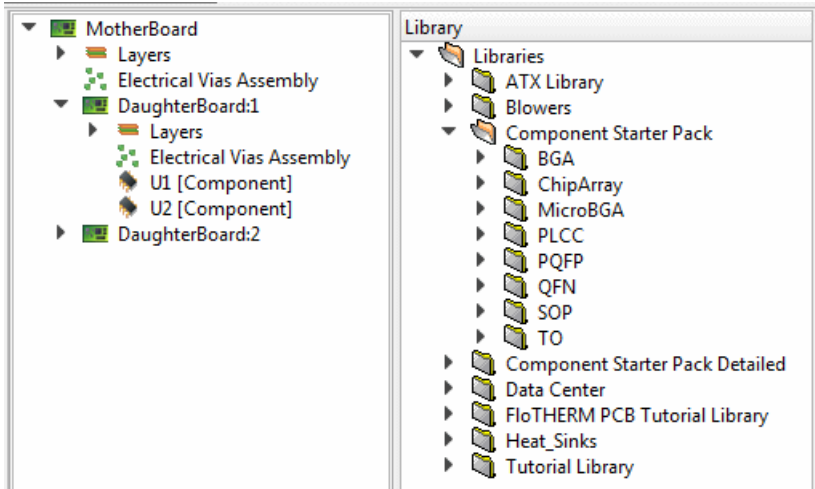 MotherBoard
Layers
Electrical Vias Assembly
DaughterBoard:1
Layers
Electrical Vias Assembly
U1 [Component]
U2 [Component]
DaughterBoard:2
Library
Libraries
ATX Library
Blowers
Component Starter Pack
BGA
ChipArray
MicroBGA
PLCC
PQFP
QFN
SOP
TO
Component Starter Pack Detailed
Data Center
FloTHERM PCB Tutorial Library
Heat_Sinks
Tutorial Library